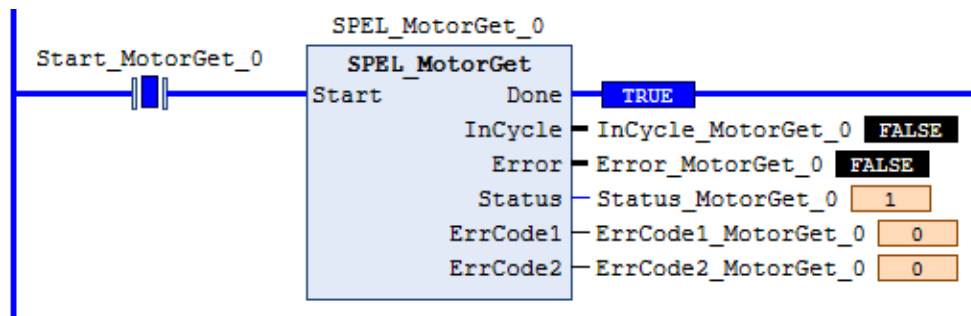 SPEL_MotorGet_0
Start_MotorGet_0
SPEL_MotorGet
Start Done TRUE
InCycle InCycle_MotorGet_0 FALSE
Error Error_MotorGet_0 FALSE
Status Status_MotorGet_0 1
ErrCode1 ErrCode1_MotorGet_0 0
ErrCode2 ErrCode2_MotorGet_0 0